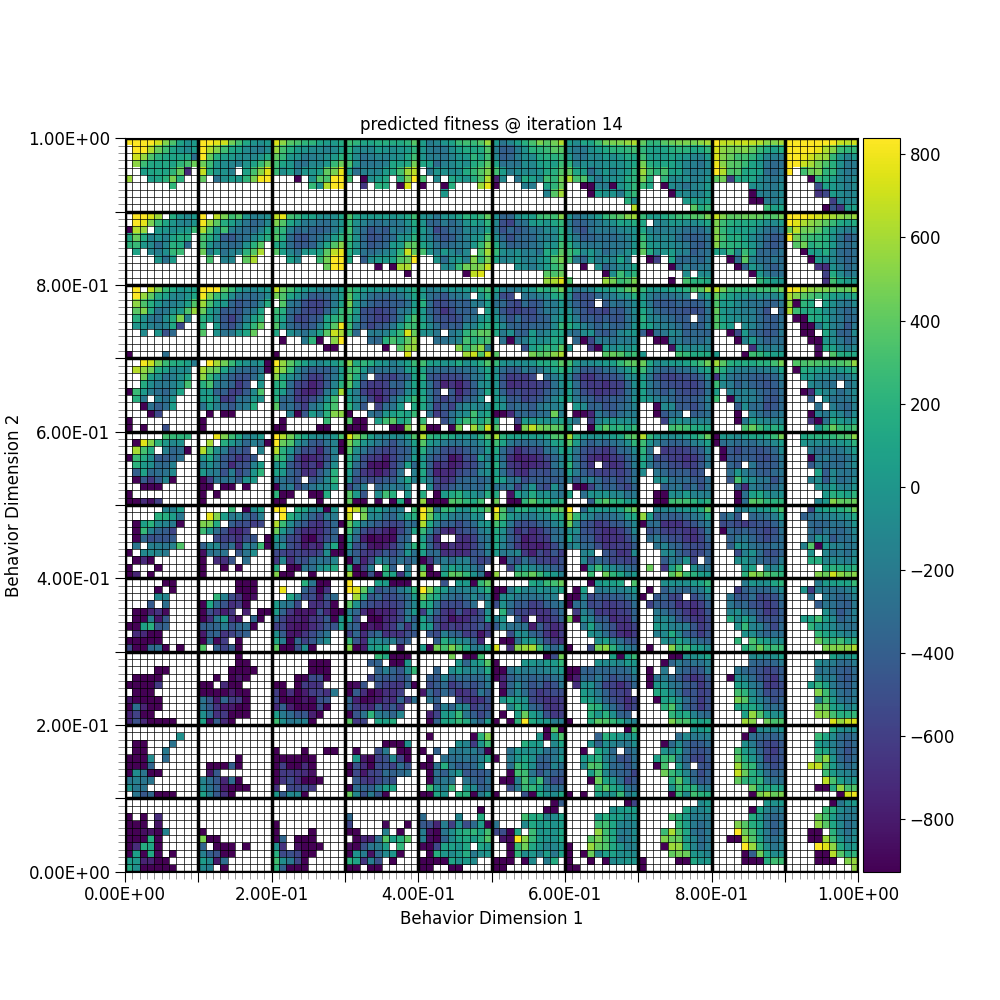 predicted fitness @ iteration 14
1.00E+00
8.00E-01
6.00E-01
4.00E-01
2.00E-01
0.00E+00
Behavior Dimension 2
0.00E+00 2.00E-01 4.00E-01 6.00E-01 8.00E-01 1.00E+00
Behavior Dimension 1
800
600
400
200
0
−200
−400
−600
−800